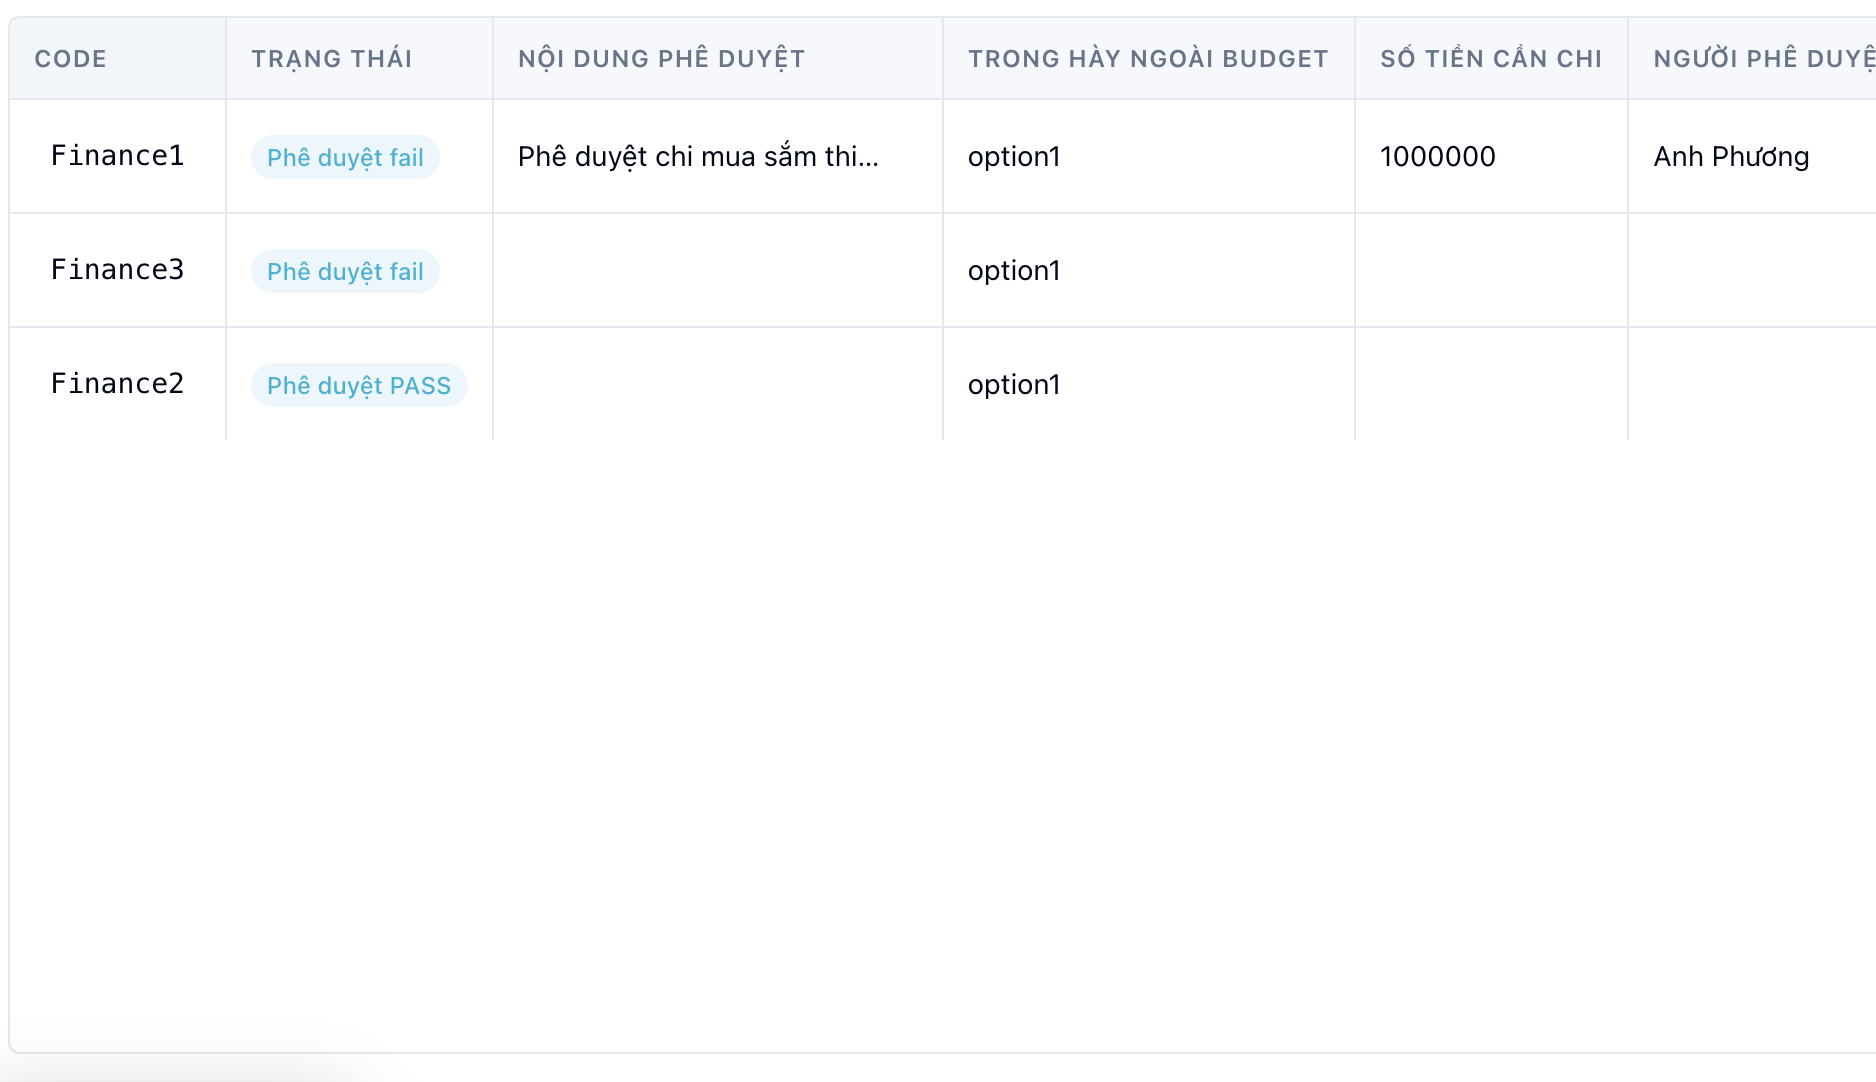 CODE TRẠNG THÁI NỘI DUNG PHÊ DUYỆT TRONG HÀY NGOÀI BUDGET SỐ TIỀN CẦN CHI NGƯỜI PHÊ DUYỆ
Finance1 Phê duyệt fail Phê duyệt chi mua sắm thi... option1 1000000 Anh Phương
Finance3 Phê duyệt fail option1
Finance2 Phê duyệt PASS option1